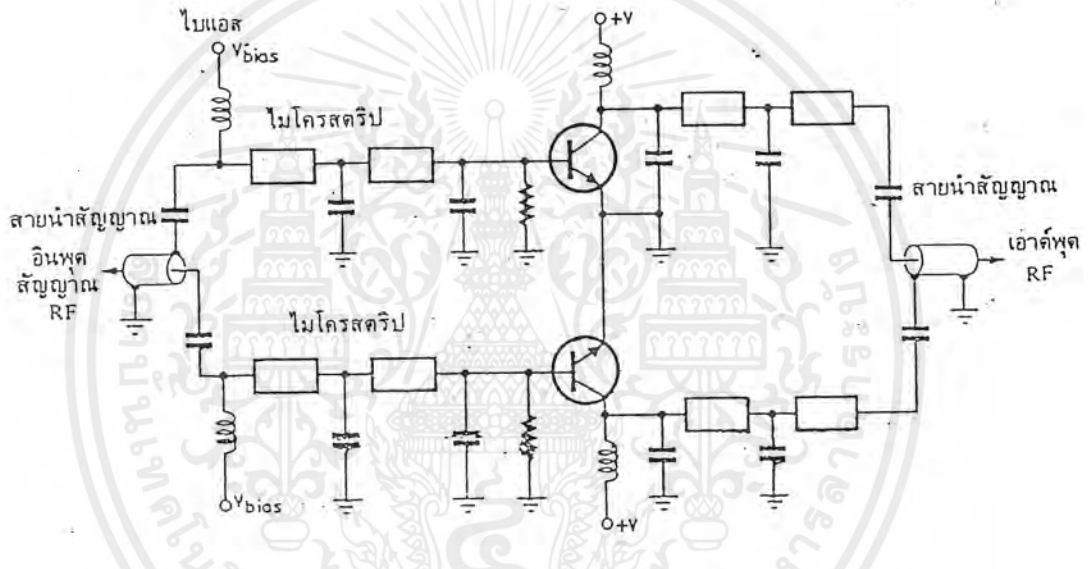 ไบแอส
Vbias
+V
ไมโครสตริป
สายนำสัญญาณ
อินพุต
สัญญาณ
RF
สายนำสัญญาณ
เอาต์พุต
RF
ไมโครสตริป
Vbias
+V